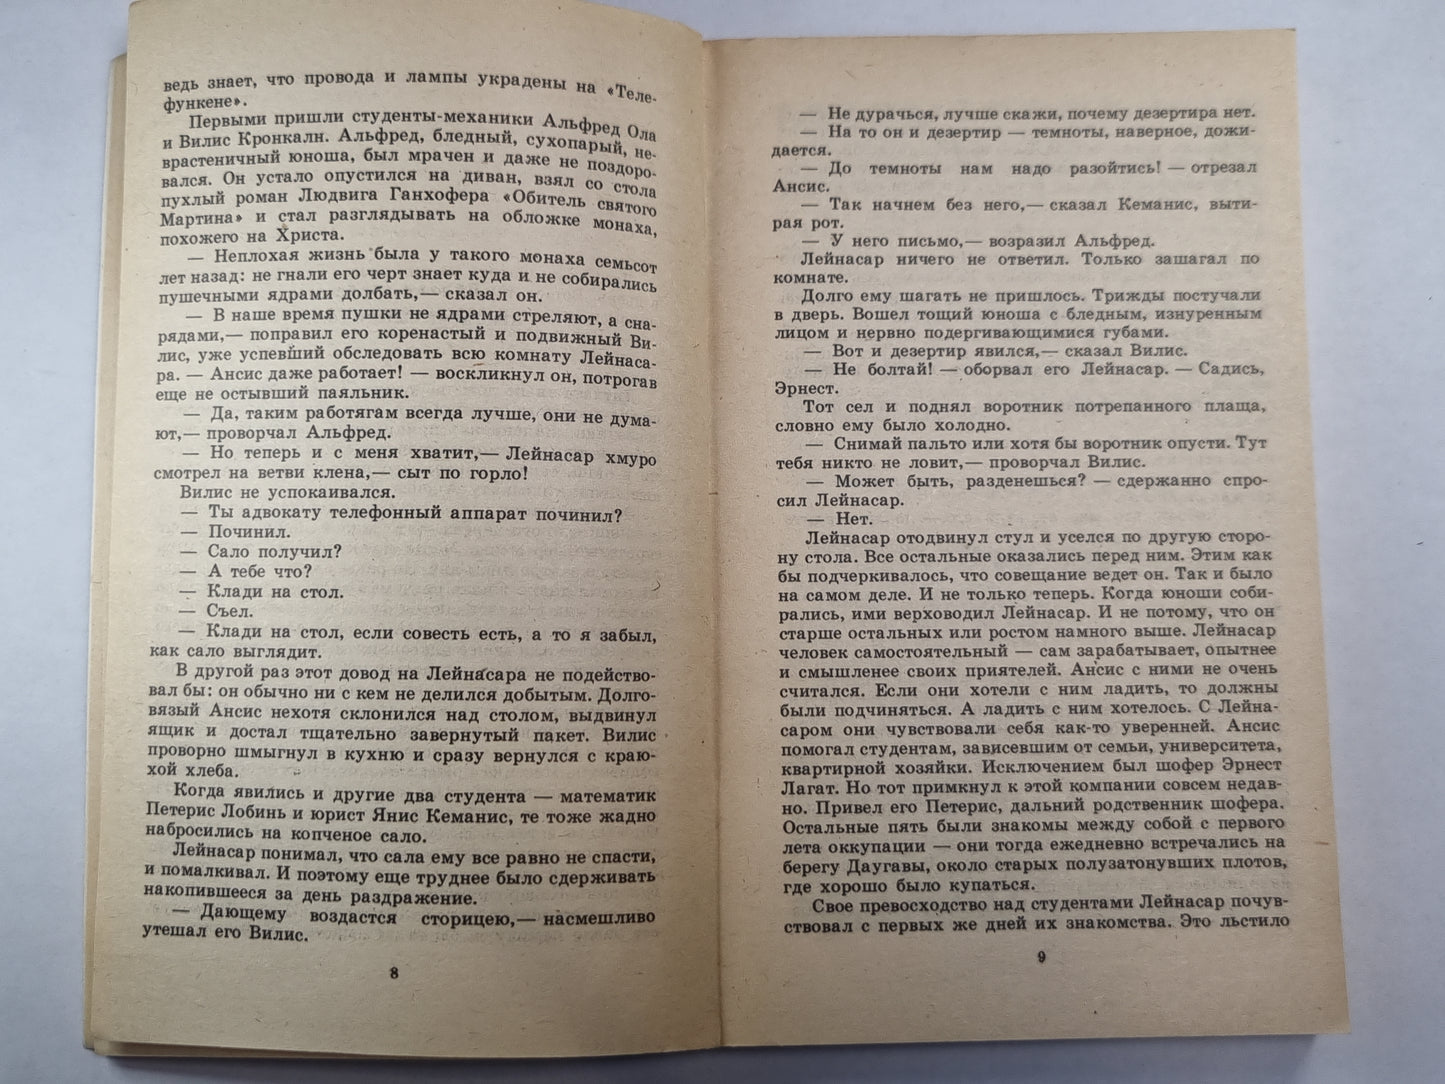 ведь знает, что провода и лампы украдены на «Теле-
функене».
Первыми пришли студенты-механики Альфред Ола
и Вилис Кронкалн. Альфред, бледный, сухопарый, не-
врастеничный юноша, был мрачен и даже не поздоро-
вался. Он устало опустился на диван, взял со стола
пухлый роман Людвига Ганхофера «Обитель святого
Мартина» и стал разглядывать на обложке монаха,
похожего на Христа.
— Неплохая жизнь была у такого монаха семьсот
лет назад: не гнали его черт знает куда и не собирались
пушечными ядрами долбать,— сказал он.
— В наше время пушки не ядрами стреляют, а сна-
рядами,— поправил его коренастый и подвижный Ви-
лис, уже успевший обследовать всю комнату Лейнаса-
ра. — Ансис даже работает! — воскликнул он, потрогав
еще не остывший паяльник.
— Да, таким работягам всегда лучше, они не дума-
ют,— проворчал Альфред.
— Но теперь и с меня хватит,— Лейнасар хмуро
смотрел на ветви клена,— сыт по горло!
Вилис не успокаивался.
— Ты адвокату телефонный аппарат починил?
— Починил.
— Сало получил?
— А тебе что?
— Клади на стол.
— Съел.
— Клади на стол, если совесть есть, а то я забыл,
как сало выглядит.
В другой раз этот довод на Лейнасара не подейство-
вал бы: он обычно ни с кем не делился добытым. Долго-
вязый Ансис нехотя склонился над столом, выдвинул
ящик и достал тщательно завернутый пакет. Вилис
проворно шмыгнул в кухню и сразу вернулся с краю-
хой хлеба.
Когда явились и другие два студента — математик
Петерис Лобинь и юрист Янис Кеманис, те тоже жадно
набросились на копченое сало.
Лейнасар понимал, что сала ему все равно не спасти,
и помалкивал. И поэтому еще труднее было сдерживать
накопившееся за день раздражение.
— Дающему воздастся сторицею,— насмешливо
утешал его Вилис.
8
— Не дурачься, лучше скажи, почему дезертира нет.
— На то он и дезертир — темноты, наверное, дожи-
дается.
— До темноты нам надо разойтись! — отрезал
Ансис.
— Так начнем без него,— сказал Кеманис, выти-
рая рот.
— У него письмо,— возразил Альфред.
Лейнасар ничего не ответил. Только зашагал по
комнате.
Долго ему шагать не пришлось. Трижды постучали
в дверь. Вошел тощий юноша с бледным, изнуренным
лицом и нервно подергивающимися губами.
— Вот и дезертир явился,— сказал Вилис.
— Не болтай! — оборвал его Лейнасар. — Садись,
Эрнест.
Тот сел и поднял воротник потрепанного плаща,
словно ему было холодно.
— Снимай пальто или хотя бы воротник опусти. Тут
тебя никто не ловит,— проворчал Вилис.
— Может быть, разденешься? — сдержанно спро-
сил Лейнасар.
— Нет.
Лейнасар отодвинул стул и уселся по другую сторо-
ну стола. Все остальные оказались перед ним. Этим как
бы подчеркивалось, что совещание ведет он. Так и было
на самом деле. И не только теперь. Когда юноши соби-
рались, ими верховодил Лейнасар. И не потому, что он
старше остальных или ростом намного выше. Лейнасар
человек самостоятельный — сам зарабатывает, опытнее
и смышленее своих приятелей. Ансис с ними не очень
считался. Если они хотели с ним ладить, то должны
были подчиняться. А ладить с ним хотелось. С Лейна-
саром они чувствовали себя как-то уверенней. Ансис
помогал студентам, зависевшим от семьи, университета,
квартирной хозяйки. Исключением был шофер Эрнест
Лагат. Но тот примкнул к этой компании совсем недав-
но. Привел его Петерис, дальний родственник шофера.
Остальные пять были знакомы между собой с первого
лета оккупации — они тогда ежедневно встречались на
берегу Даугавы, около старых полузатонувших плотов,
где хорошо было купаться.
Свое превосходство над студентами Лейнасар почув-
ствовал с первых же дней их знакомства. Это льстило
9